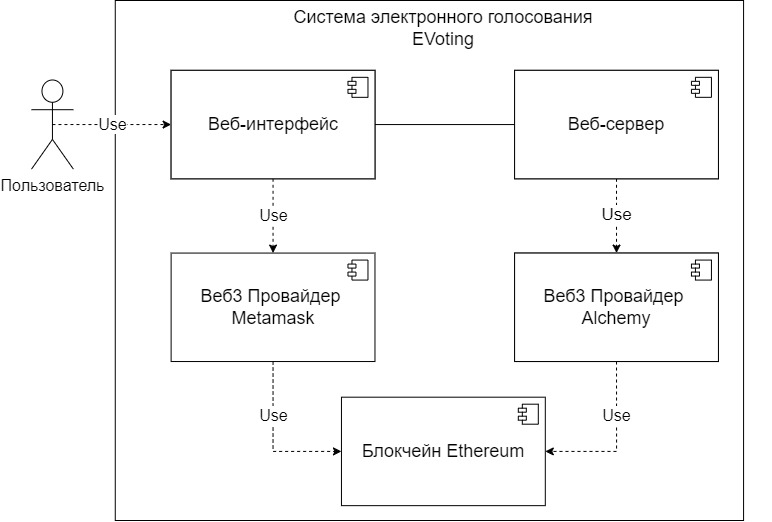 Система электронного голосования
EVoting
Use
Веб-интерфейс
Веб-сервер
Пользователь
Use
Use
Веб3 Провайдер
Metamask
Веб3 Провайдер
Alchemy
Use
Use
Блокчейн Ethereum